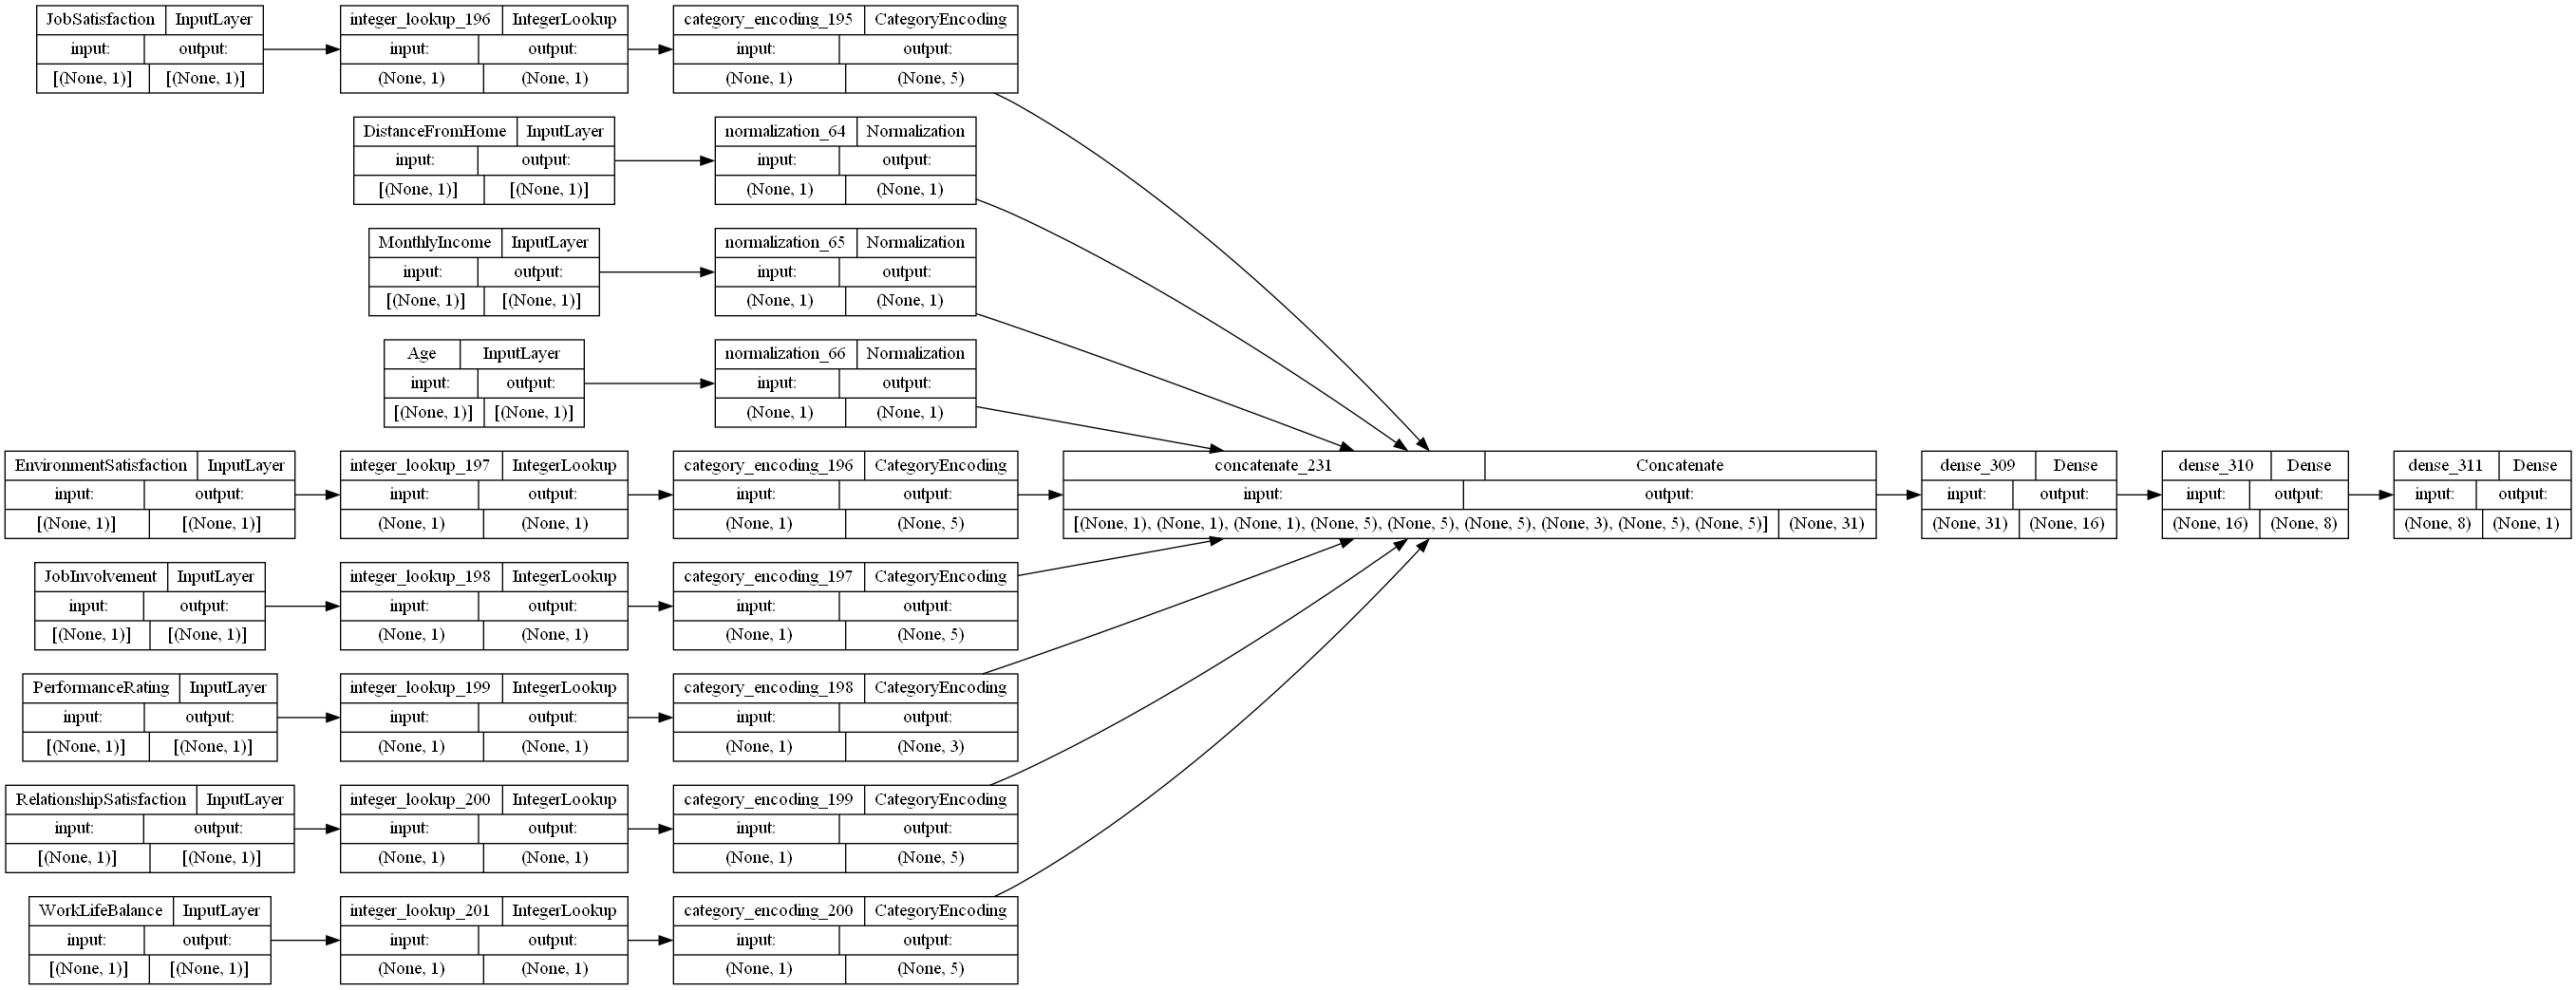 JobSatisfaction InputLayer
input: output:
[(None, 1)] [(None, 1)]
integer_lookup_196 IntegerLookup
input: output:
(None, 1) (None, 1)
category_encoding_195 CategoryEncoding
input: output:
(None, 1) (None, 5)
DistanceFromHome InputLayer
input: output:
[(None, 1)] [(None, 1)]
normalization_64 Normalization
input: output:
(None, 1) (None, 1)
MonthlyIncome InputLayer
input: output:
[(None, 1)] [(None, 1)]
normalization_65 Normalization
input: output:
(None, 1) (None, 1)
Age InputLayer
input: output:
[(None, 1)] [(None, 1)]
normalization_66 Normalization
input: output:
(None, 1) (None, 1)
EnvironmentSatisfaction InputLayer
input: output:
[(None, 1)] [(None, 1)]
integer_lookup_197 IntegerLookup
input: output:
(None, 1) (None, 1)
category_encoding_196 CategoryEncoding
input: output:
(None, 1) (None, 5)
concatenate_231 Concatenate
input: output:
[(None, 1), (None, 1), (None, 1), (None, 5), (None, 5), (None, 5), (None, 3), (None, 5), (None, 5)] (None, 31)
dense_309 Dense
input: output:
(None, 31) (None, 16)
dense_310 Dense
input: output:
(None, 16) (None, 8)
dense_311 Dense
input: output:
(None, 8) (None, 1)
JobInvolvement InputLayer
input: output:
[(None, 1)] [(None, 1)]
integer_lookup_198 IntegerLookup
input: output:
(None, 1) (None, 1)
category_encoding_197 CategoryEncoding
input: output:
(None, 1) (None, 5)
PerformanceRating InputLayer
input: output:
[(None, 1)] [(None, 1)]
integer_lookup_199 IntegerLookup
input: output:
(None, 1) (None, 1)
category_encoding_198 CategoryEncoding
input: output:
(None, 1) (None, 3)
RelationshipSatisfaction InputLayer
input: output:
[(None, 1)] [(None, 1)]
integer_lookup_200 IntegerLookup
input: output:
(None, 1) (None, 1)
category_encoding_199 CategoryEncoding
input: output:
(None, 1) (None, 5)
WorkLifeBalance InputLayer
input: output:
[(None, 1)] [(None, 1)]
integer_lookup_201 IntegerLookup
input: output:
(None, 1) (None, 1)
category_encoding_200 CategoryEncoding
input: output:
(None, 1) (None, 5)